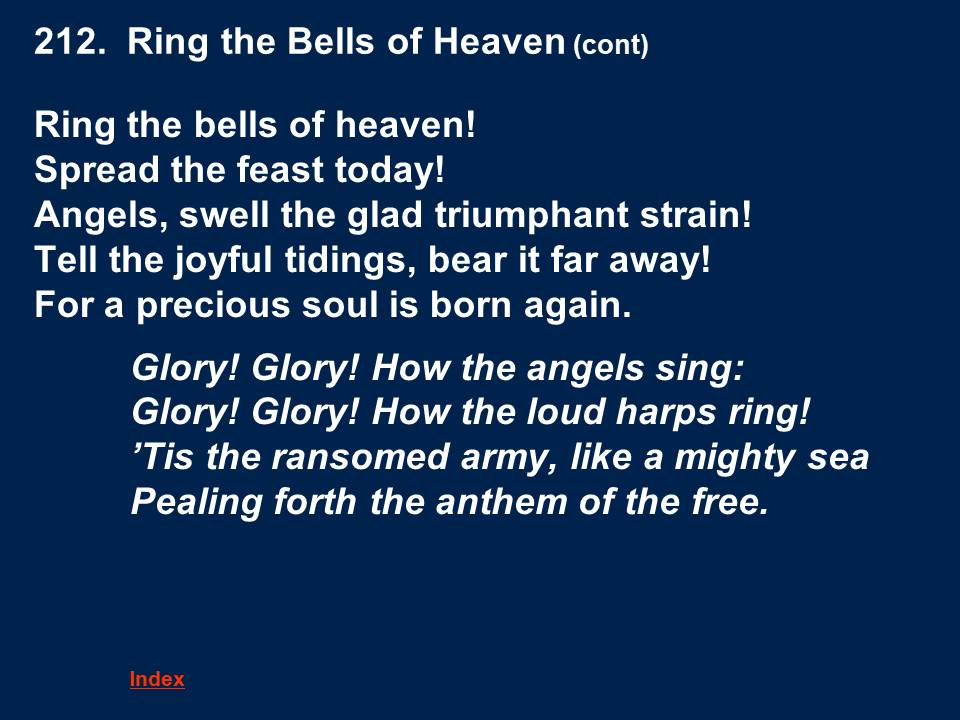 212. Ring the Bells of Heaven (cont)
Ring the bells of heaven!
Spread the feast today!
Angels, swell the glad triumphant strain!
Tell the joyful tidings, bear it far away!
For a precious soul is born again.
Glory! Glory! How the angels sing:
Glory! Glory! How the loud harps ring!
’Tis the ransomed army, like a mighty sea
Pealing forth the anthem of the free.
Index